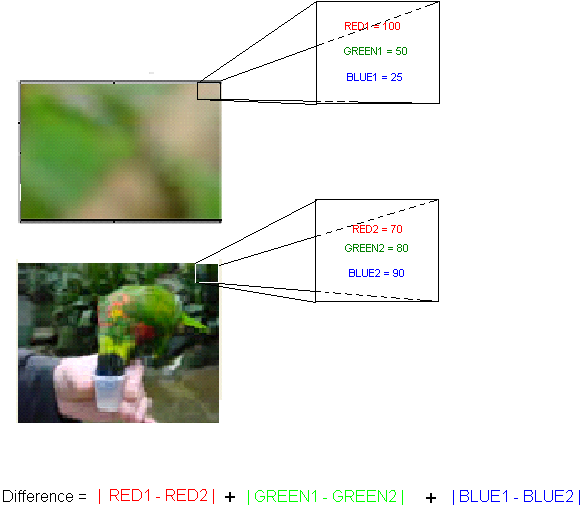 RED1 = 100
GREEN1 = 50
BLUE1 = 25
RED2 = 70
GREEN2 = 80
BLUE2 = 90
Difference = | RED1 - RED2 | + | GREEN1 - GREEN2 | + | BLUE1 - BLUE2 |